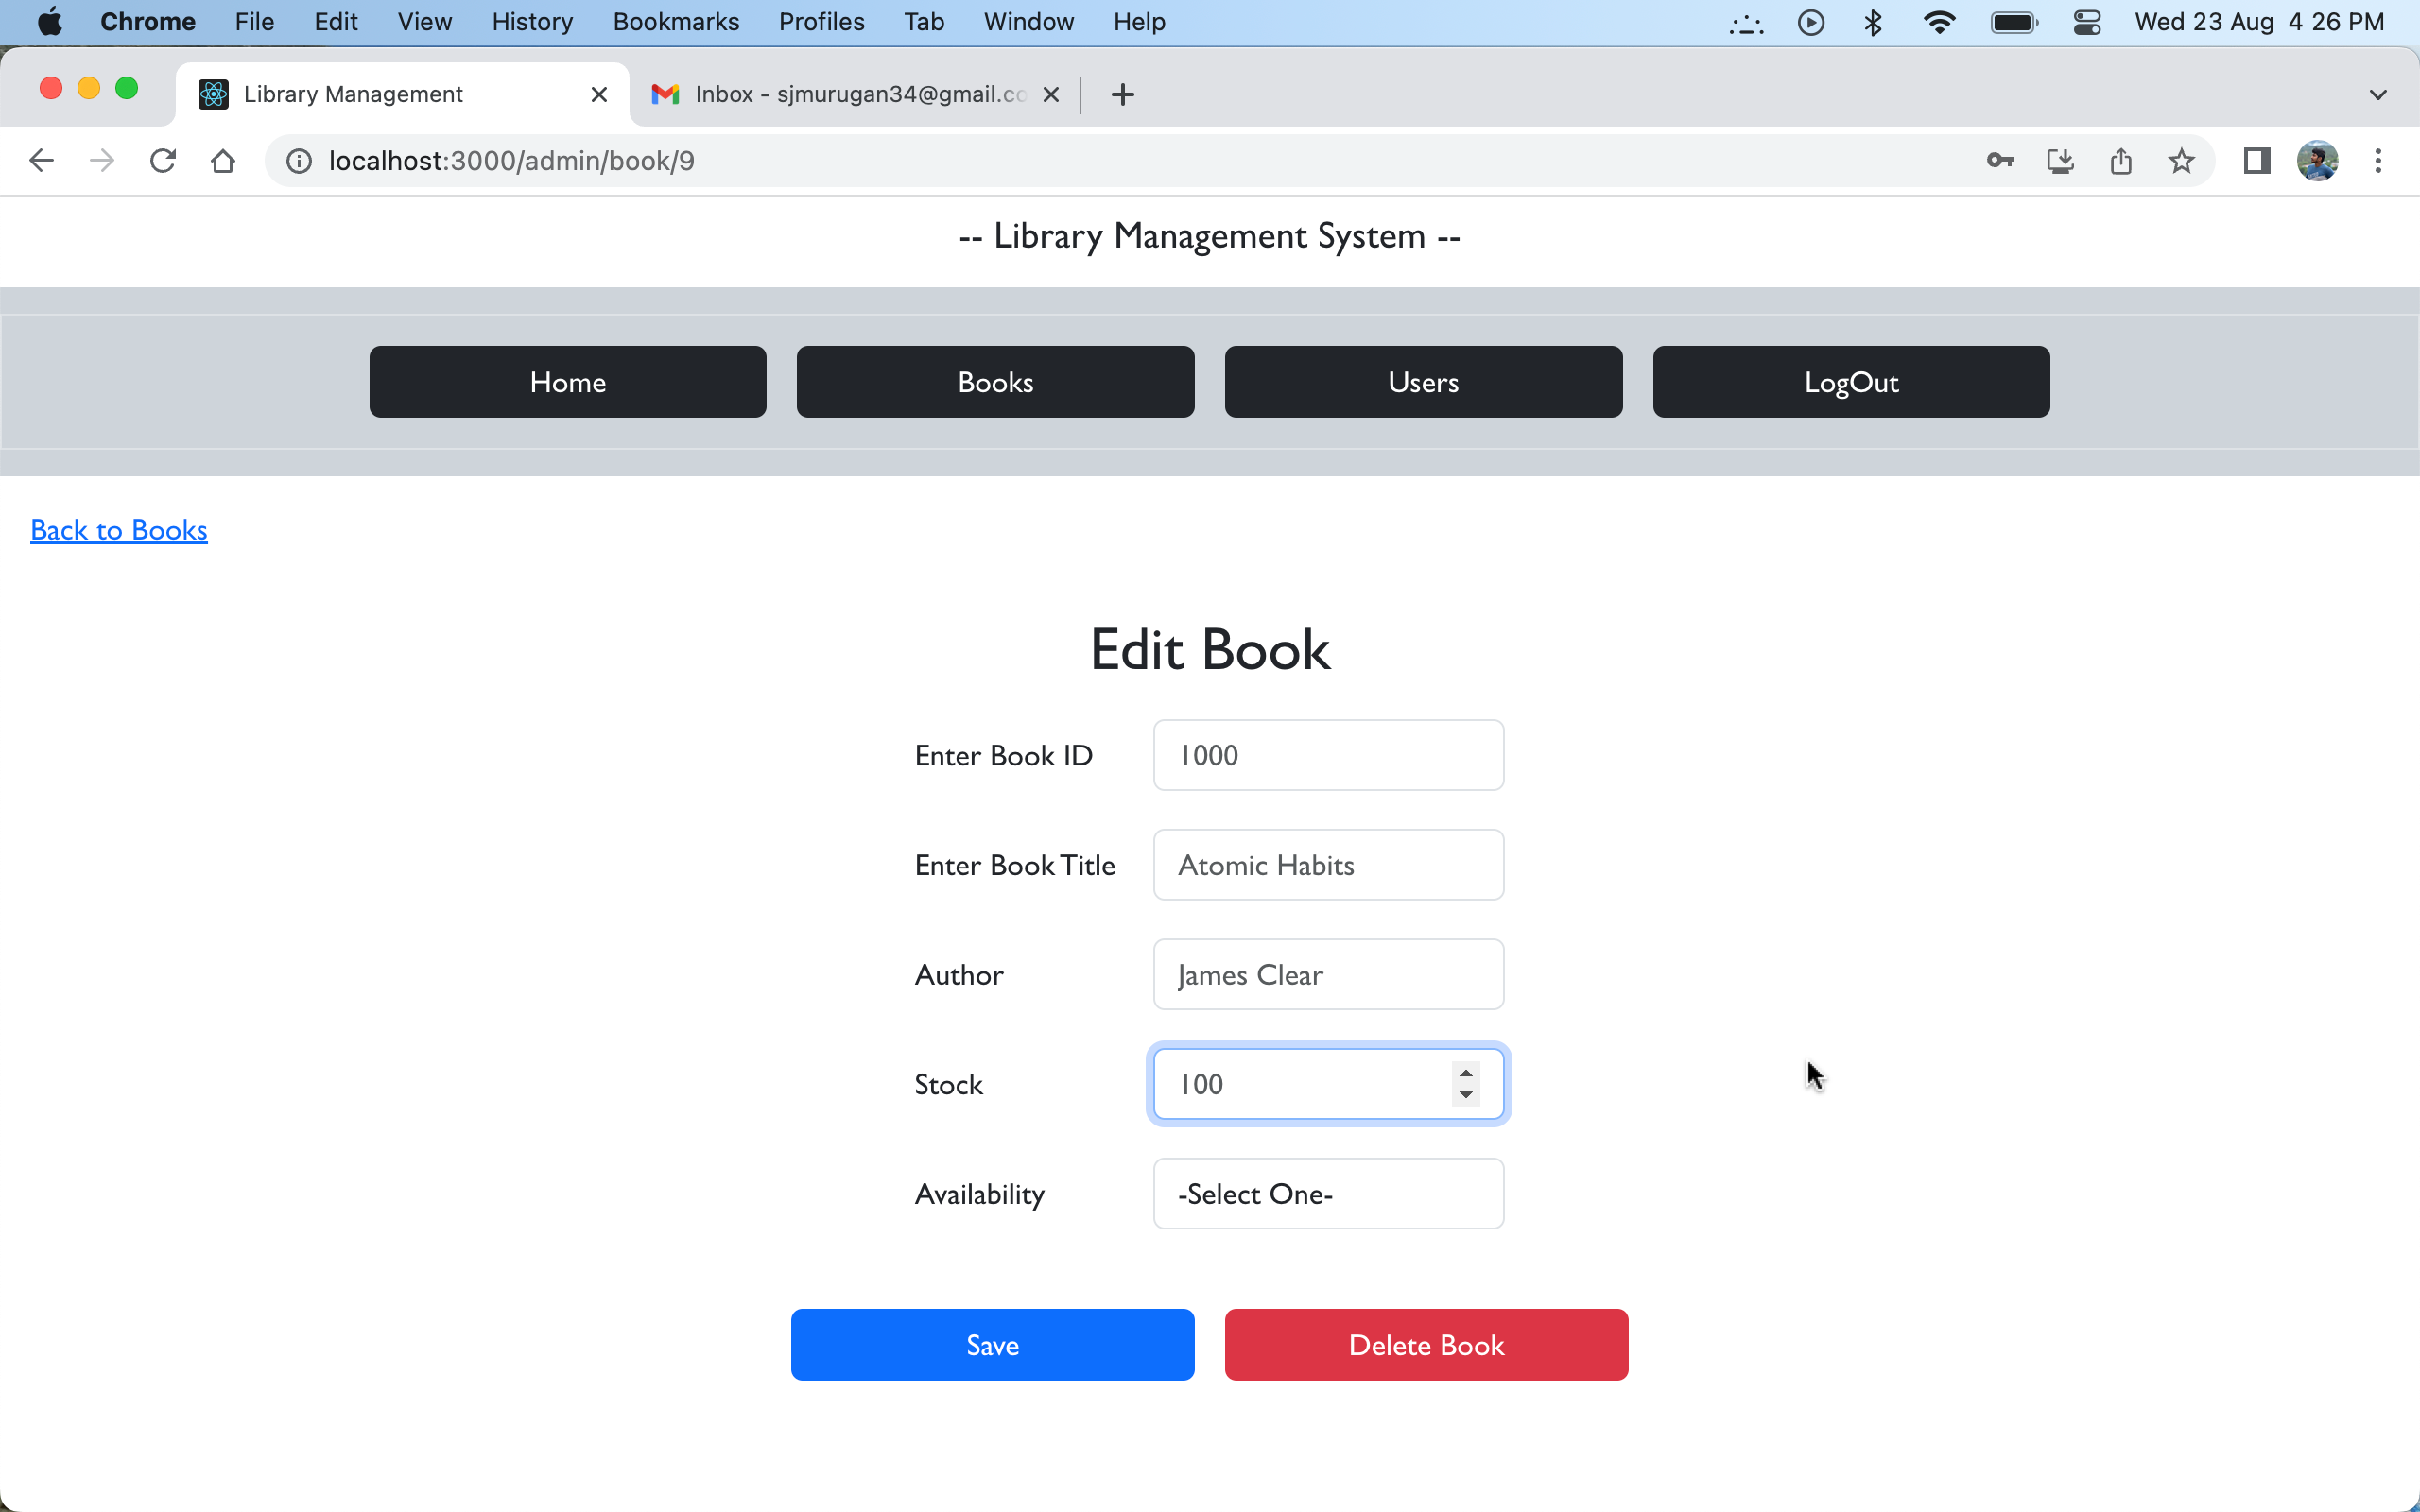 Chrome File Edit View History Bookmarks Profiles Tab Window Help Wed 23 Aug 4 26 PM
Library Management Inbox - sjmurugan34@gmail.co
localhost:3000/admin/book/9
-- Library Management System --
Home Books Users LogOut
Back to Books
Edit Book
Enter Book ID 1000
Enter Book Title Atomic Habits
Author James Clear
Stock 100
Availability -Select One-
Save Delete Book